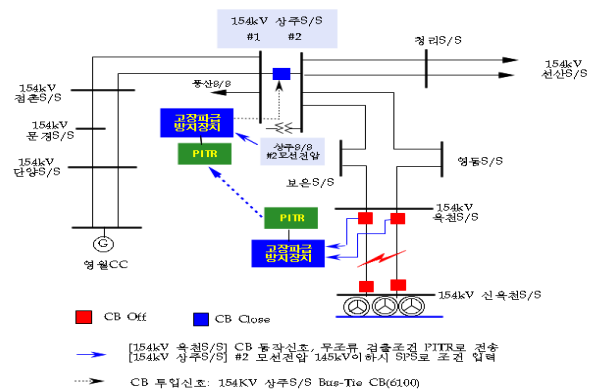 154kV 상주S/S
#1 #2
청리S/S
154kV
선산S/S
154kV
점촌S/S
통산S/S
고장파급
방지장치
154kV
문경S/S
상주S/S
#2모선전압
PITR
154kV
단양S/S
보은S/S
영동S/S
PITR
154kV
옥천S/S
고장파급
방지장치
G
영월CC
154kV 신옥천S/S
CB Off
CB Close
[154kV 옥천S/S] CB 동작신호, 무조류 검출조건 PITR로 전송
[154kV 상주S/S] #2 모선전압 145kV이하시 SPS로 조건 입력
CB 투입신호: 154KV 상주S/S Bus-Tie CB(6100)